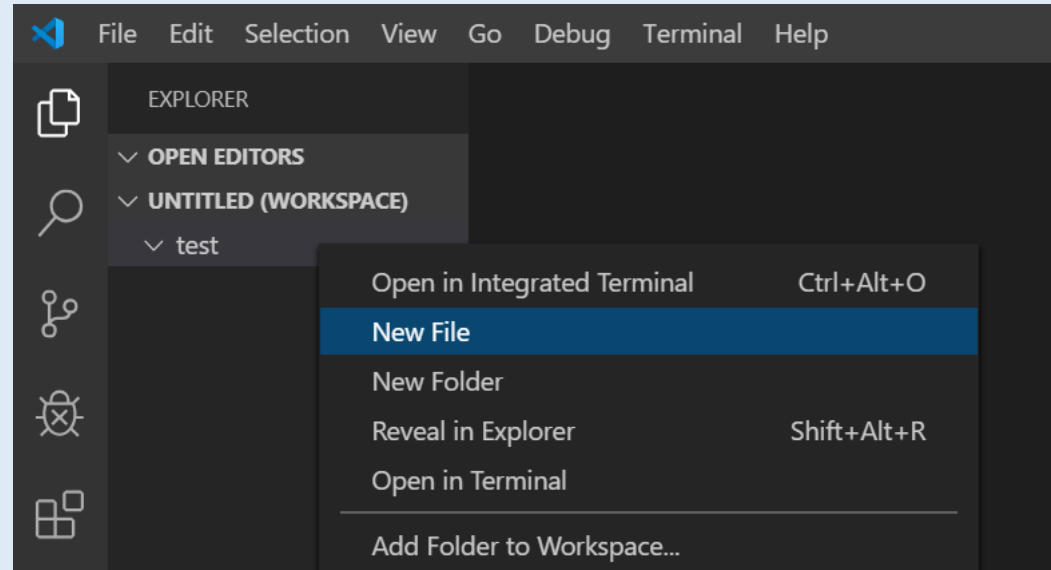 File Edit Selection View Go Debug Terminal Help
EXPLORER
OPEN EDITORS
UNTITLED (WORKSPACE)
test
Open in Integrated Terminal Ctrl+Alt+O
New File
New Folder
Reveal in Explorer Shift+Alt+R
Open in Terminal
Add Folder to Workspace...